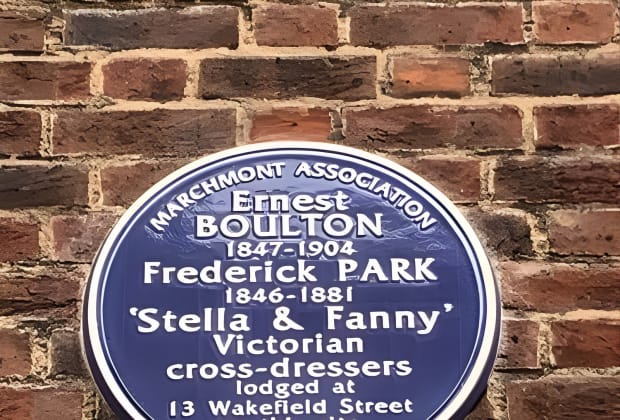 MARCHMONT ASSOCIATION
Ernest
BOULTON
1847-1904
Frederick PARK
1846-1881
'Stella & Fanny'
Victorian
cross-dressers
lodged at
13 Wakefield Street